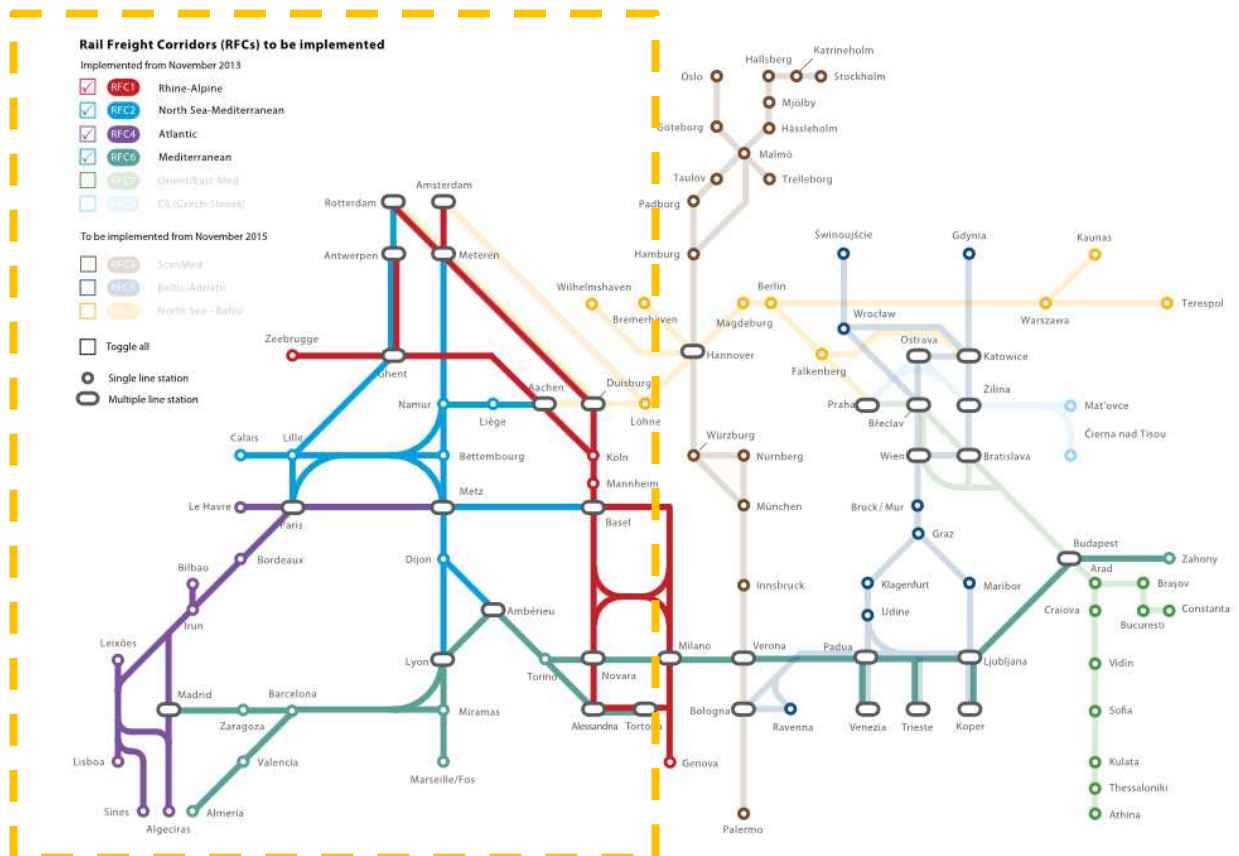 Rail Freight Corridors (RFCs) to be implemented
Implemented from November 2013
RFC1 Rhine-Alpine
RFC2 North Sea-Mediterranean
RFC4 Atlantic
RFC6 Mediterranean
Orient/East-Med
CS (Czech-Slovak)
To be implemented from November 2015
RFC3 ScanMed
RFC5 Baltic-Adriatic
North Sea - Baltic
Toggle all
Single line station
Multiple line station
Katrineholm
Hallsberg
Oslo
Stockholm
Mjölby
Göteborg
Hässleholm
Malmö
Taulov
Trelleborg
Padborg
Amsterdam
Rotterdam
Świnoujście
Gdynia
Kaunas
Antwerpen
Meteren
Hamburg
Wilhelmshaven
Berlin
Bremerhaven
Magdeburg
Terespol
Wrocław
Warszawa
Zeebrugge
Ostrava
Hannover
Katowice
Ghent
Aachen
Duisburg
Falkenberg
Zilina
Namur
Praha
Mat'ovce
Liège
Löhne
Břeclav
Calais
Lille
Würzburg
Čierna nad Tisou
Bettembourg
Köln
Nürnberg
Wien
Bratislava
Mannheim
Metz
Le Havre
München
Bruck / Mur
Paris
Basel
Graz
Budapest
Bordeaux
Dijon
Zahony
Bilbao
Arad
Innsbruck
Klagenfurt
Maribor
Braşov
Ambérieu
Craiova
Constanta
Irun
Udine
Bucuresti
Leixões
Milano
Verona
Padua
Lyon
Torino
Novara
Ljubljana
Vidin
Madrid
Barcelona
Zaragoza
Miramas
Alessandria
Tortona
Bologna
Ravenna
Venezia
Trieste
Koper
Sofia
Lisboa
Valencia
Marseille/Fos
Genova
Kulata
Thessaloniki
Sines
Almería
Athina
Algeciras
Palermo